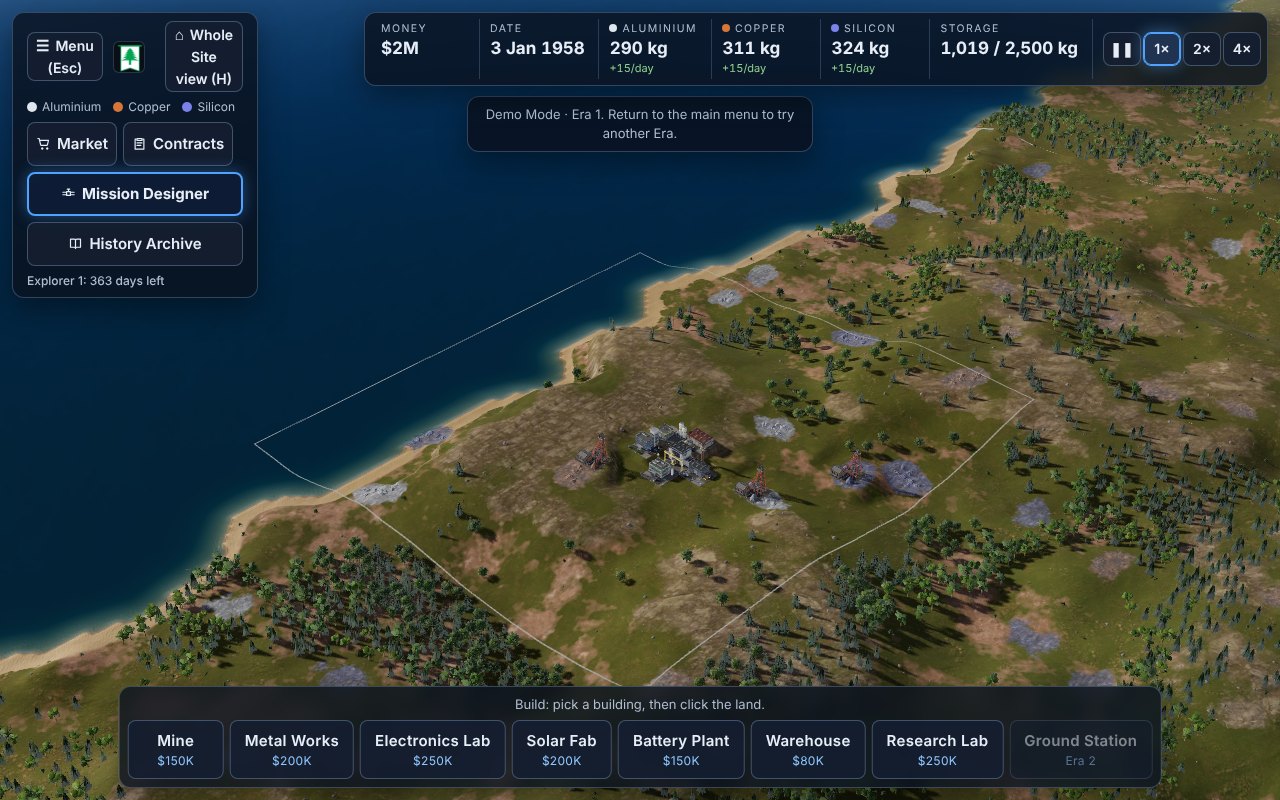 ☰ Menu
(Esc)
⌂ Whole
Site
view (H)
Aluminium Copper Silicon
Market Contracts
Mission Designer
History Archive
Explorer 1: 363 days left
MONEY
$2M
DATE
3 Jan 1958
ALUMINIUM
290 kg
+15/day
COPPER
311 kg
+15/day
SILICON
324 kg
+15/day
STORAGE
1,019 / 2,500 kg
❚❚ 1× 2× 4×
Demo Mode · Era 1. Return to the main menu to try
another Era.
Build: pick a building, then click the land.
Mine
$150K
Metal Works
$200K
Electronics Lab
$250K
Solar Fab
$200K
Battery Plant
$150K
Warehouse
$80K
Research Lab
$250K
Ground Station
Era 2